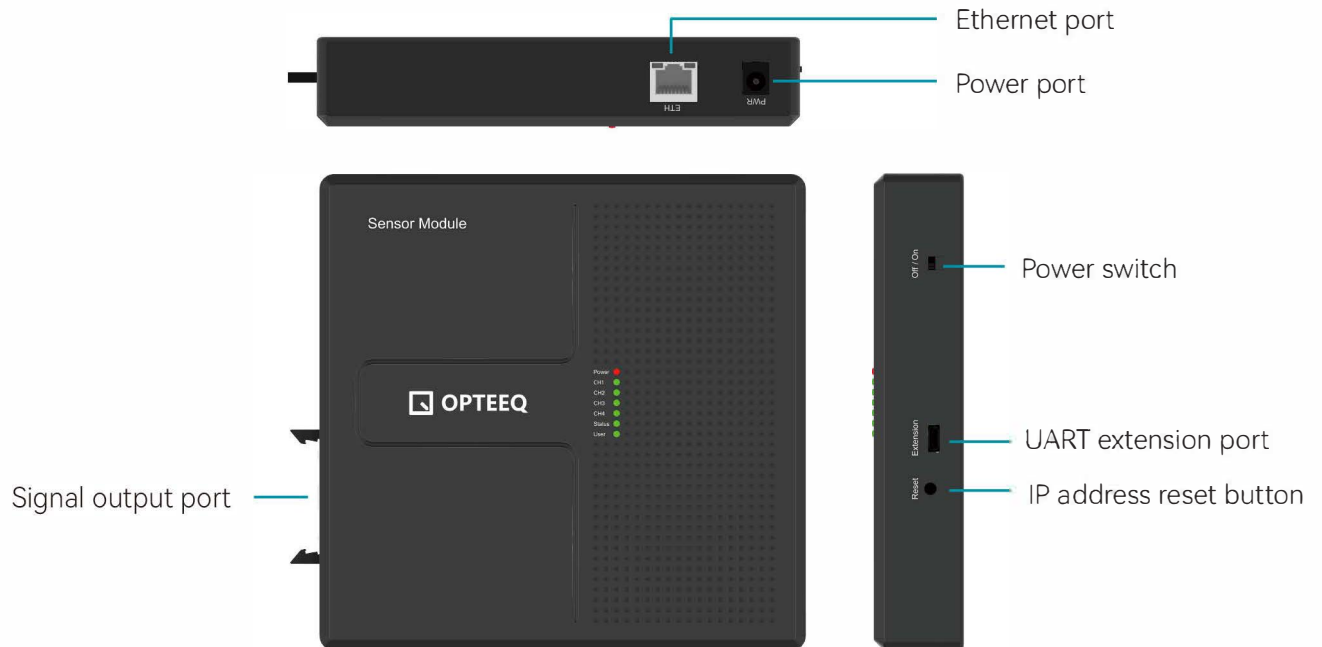 Ethernet port
Power port
ETH
PWR
Sensor Module
Off / On
Power switch
Power
CH1
CH2
CH3
CH4
Status
User
OPTEEQ
Extension
UART extension port
Signal output port
Reset
IP address reset button